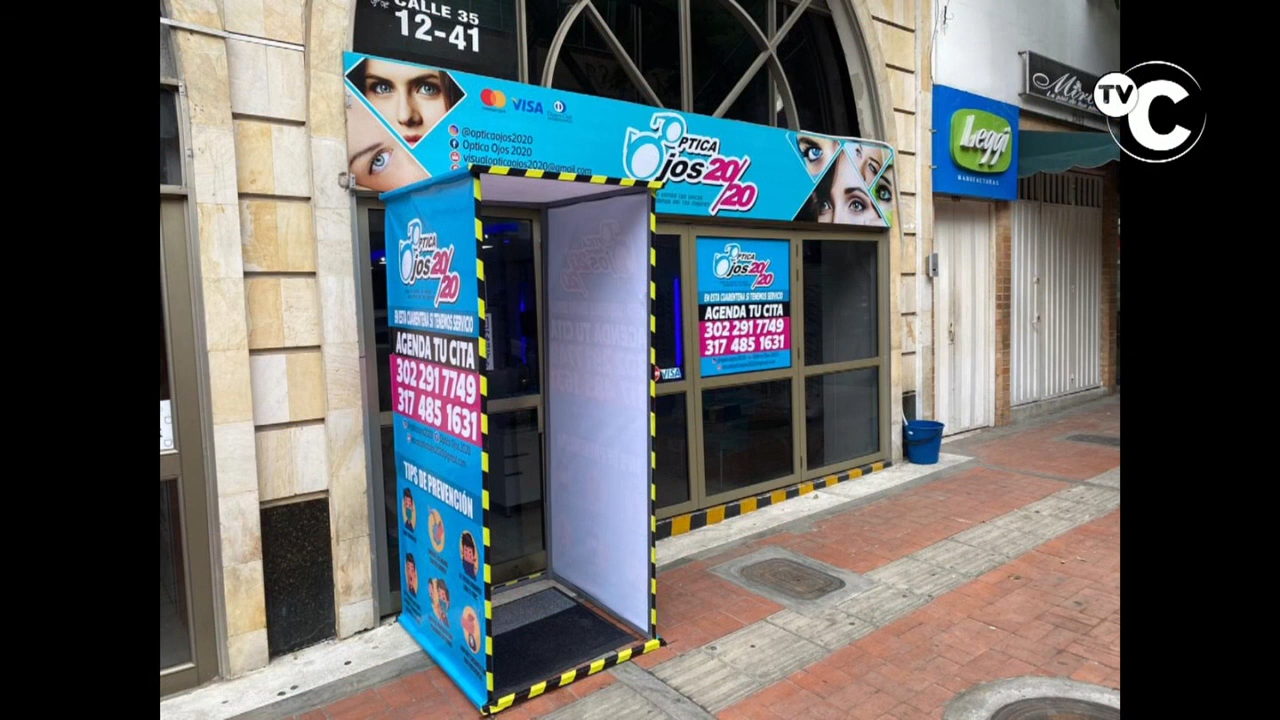 CALLE 35
12-41
VISA
@opticaojos2020
Optica Ojos 2020
visualopticaojos2020@gmail.com
ÓPTICA
Ojos 20/20
TV C
Leggi
MANUFACTURAS
ÓPTICA
Ojos 20/20
EN ESTA CUARENTENA SI TENEMOS SERVICIO
AGENDA TU CITA
302 291 7749
317 485 1631
TIPS DE PREVENCIÓN
ÓPTICA
Ojos 20/20
EN ESTA CUARENTENA SI TENEMOS SERVICIO
AGENDA TU CITA
302 291 7749
317 485 1631
VISA